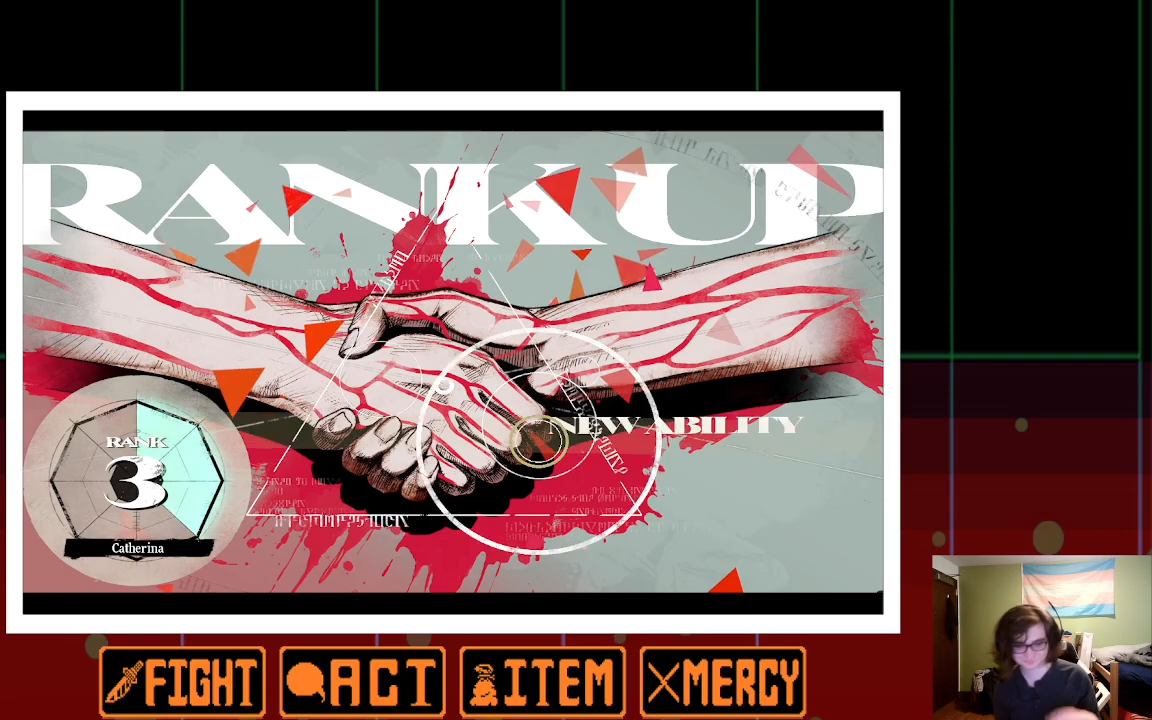 RANK UP
NEW ABILITY
RANK
3
Catherina
FIGHT
ACT
ITEM
MERCY